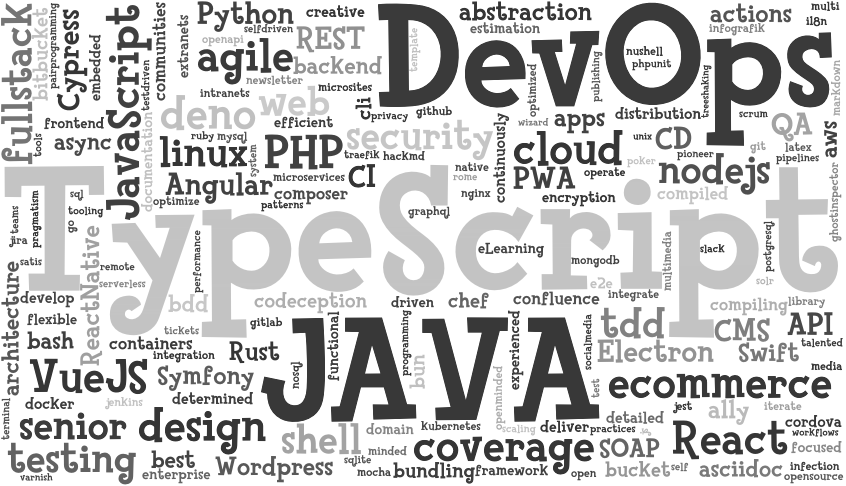 fullstack
bitbucket
pairprogramming
Cypress
embedded
JavaScript
testdriven
communities
extranets
Python
openapi
selfdriven
creative
REST
agile
backend
newsletter
template
DevOps
abstraction
estimation
publishing
optimized
nushell
phpunit
actions
infografik
multi
i18n
markdown
treeshaking
scrum
frontend
tools
async
documentation
intranets
deno
web
efficient
ruby
mysql
microsites
cli
privacy
github
security
wizard
continuously
apps
distribution
unix
CD
pioneer
git
QA
latex
pipelines
aws
linux
system
PHP
traefik
hackmd
microservices
CI
Angular
optimize
composer
patterns
native
rome
nginx
cloud
PWA
operate
poker
encryption
nodejs
compiled
ghostinspector
TypeScript
teams
jira
pragmatism
sql
tooling
go
satis
ReactNative
remote
serverless
performance
graphql
eLearning
mongodb
e2e
integrate
multimedia
slack
postgresql
solr
architecture
develop
flexible
bash
bdd
tickets
containers
integration
codeception
gitlab
driven
chef
confluence
experienced
socialmedia
compiling
library
tdd
CMS
API
talented
Electron
Swift
media
Rust
nosql
functional
programming
bun
JAVA
VueJS
Symfony
docker
jenkins
determined
terminal
senior
design
shell
domain
minded
Kubernetes
openminded
scaling
deliver
practices
test
ecommerce
detailed
jest
ally
iterate
cordova
workflows
testing
varnish
best
enterprise
Wordpress
sqlite
mocha
coverage
bundling
framework
open
SOAP
bucket
self
React
asciidoc
focused
infection
opensource